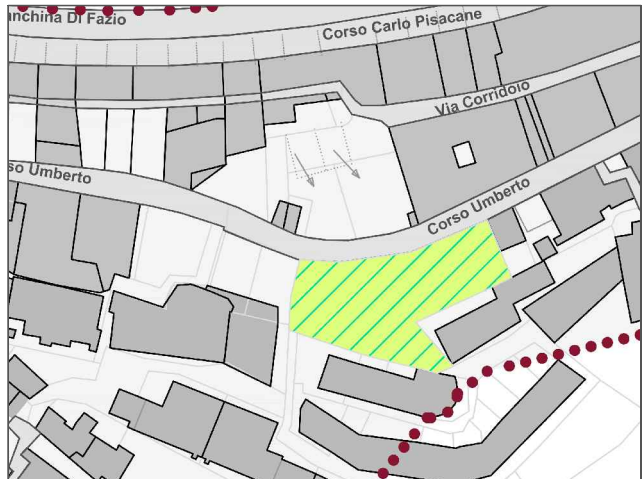 nchina Di Fazio
Corso Carlo Pisacane
Via Corridoio
so Umberto
Corso Umberto